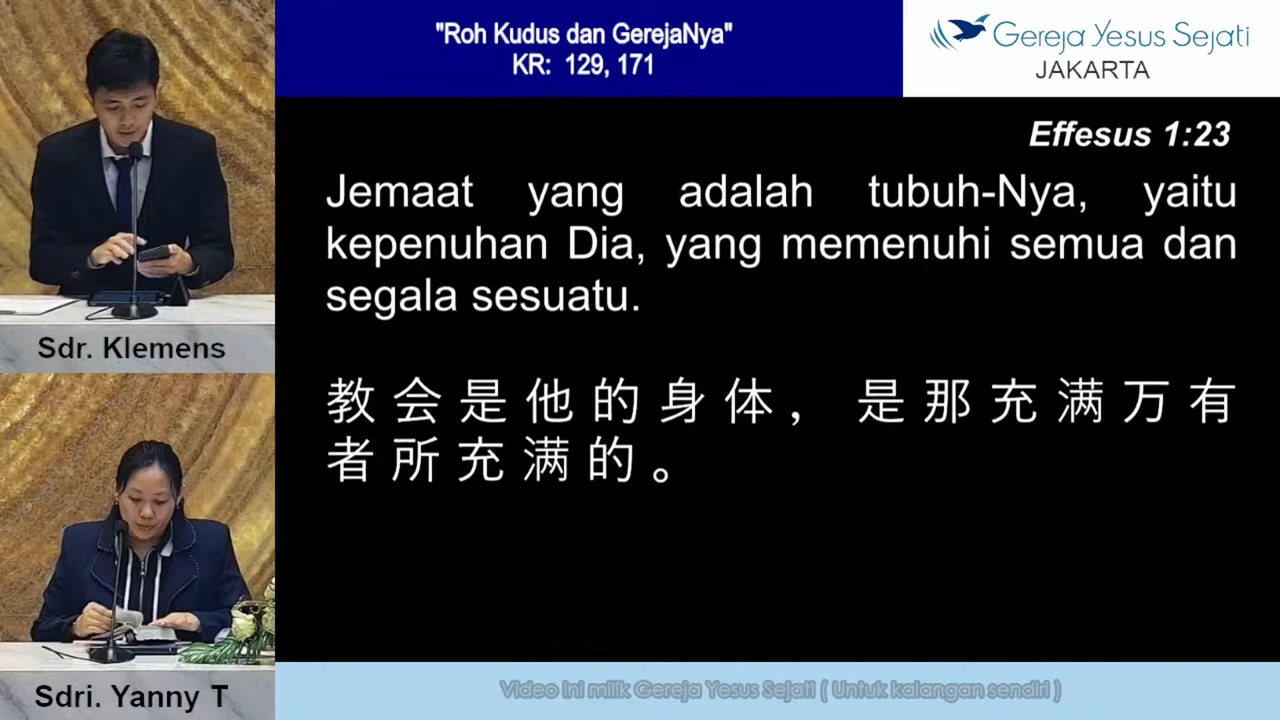 "Roh Kudus dan GerejaNya"
KR: 129, 171
Gereja Yesus Sejati
JAKARTA
Effesus 1:23
Jemaat yang adalah tubuh-Nya, yaitu
kepenuhan Dia, yang memenuhi semua dan
segala sesuatu.
教会是他的身体，是那充满万有
者所充满的。
Sdr. Klemens
Sdri. Yanny T
Video ini milik Gereja Yesus Sejati ( Untuk kalangan sendiri )